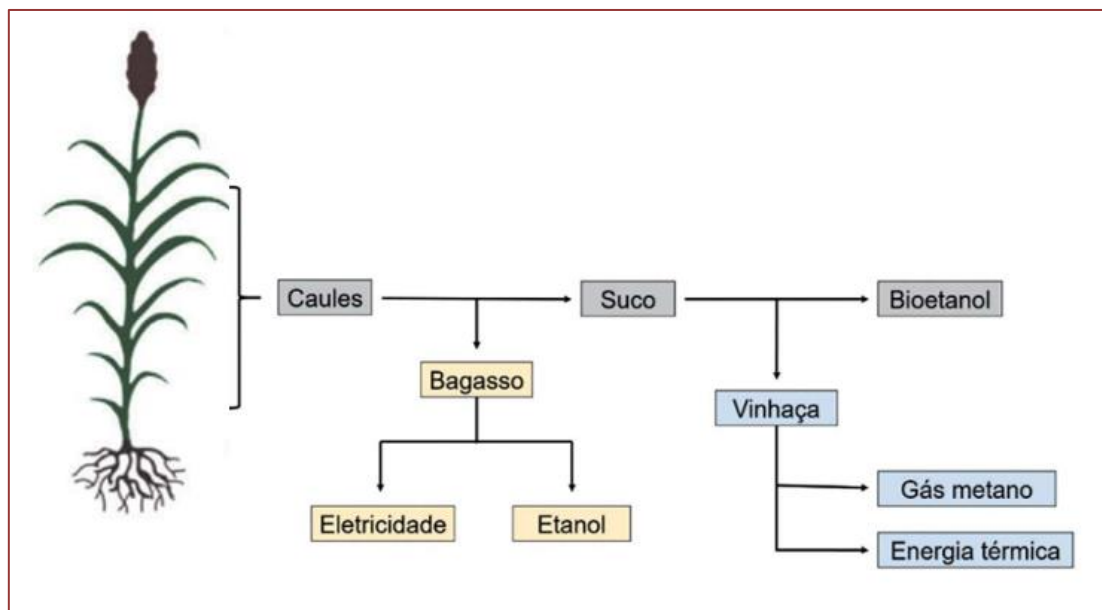 Caules
Suco
Bioetanol
Bagasso
Vinhaça
Eletricidade
Etanol
Gás metano
Energia térmica